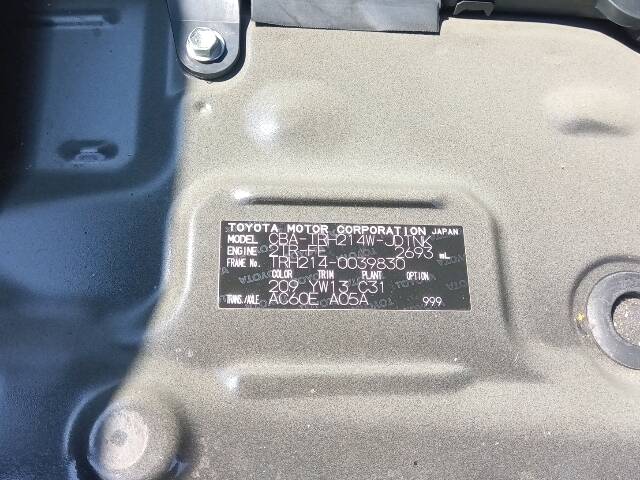 TOYOTA MOTOR CORPORATION JAPAN
MODEL CBA-TRH214W-JDTNK
ENGINE 2TR-FE 2693 mL
FRAME No. TRH214-0039830
COLOR TRIM PLANT OPTION
209 YW13 C31
TRANS./AXLE AC60E A05A 999